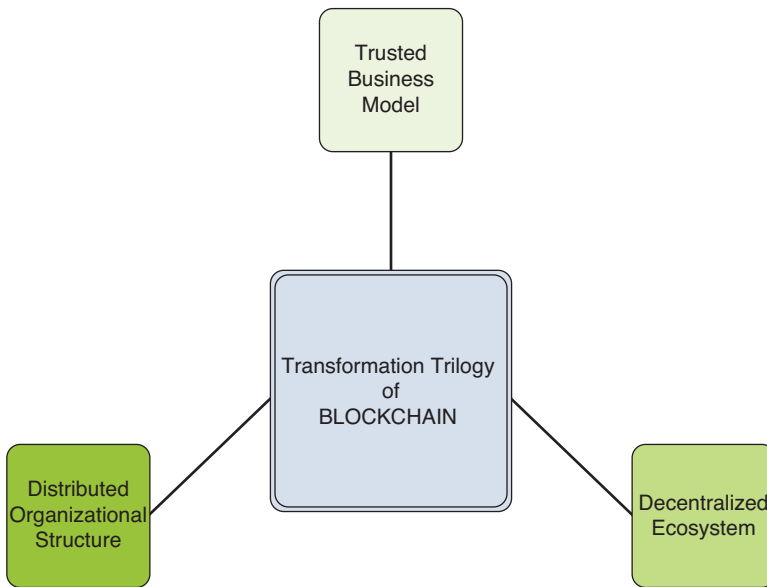 Trusted
Business
Model
Transformation Trilogy
of
BLOCKCHAIN
Distributed
Organizational
Structure
Decentralized
Ecosystem